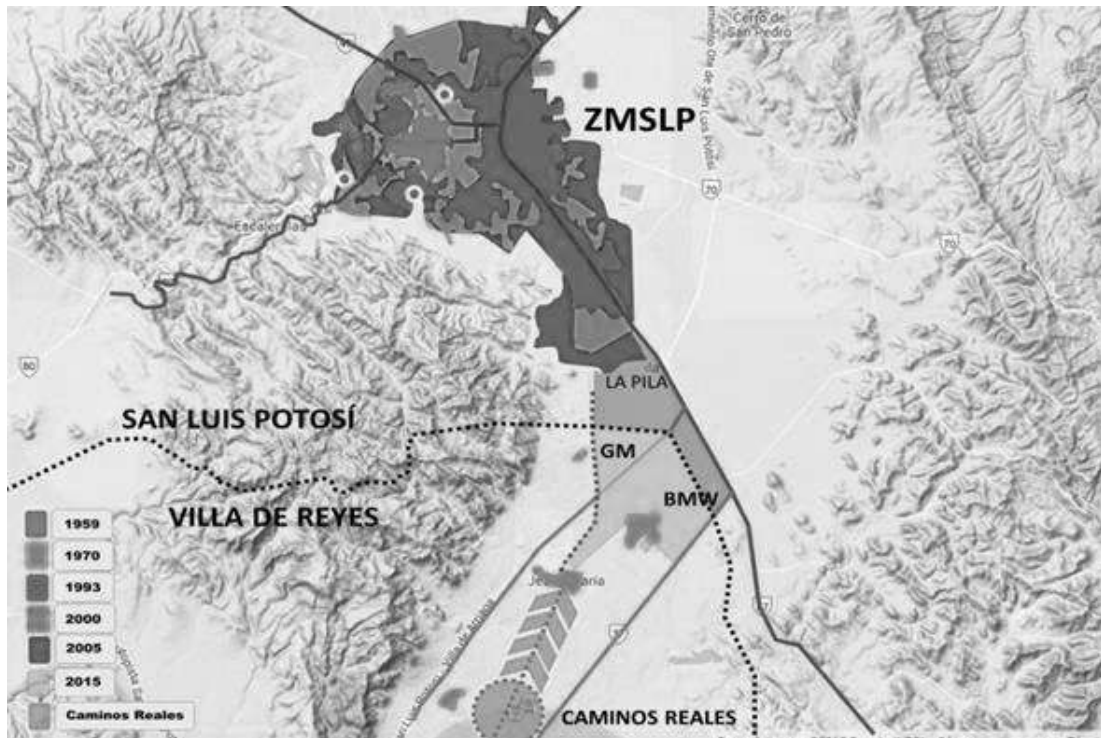 Cerro de
San Pedro
ZMSLP
70
70
Escalerillas
80
da
LA PILA
SAN LUIS POTOSÍ
GM
VILLA DE REYES
BMW
1959
1970
1993
2000
2005
2015
Caminos Reales
CAMINOS REALES